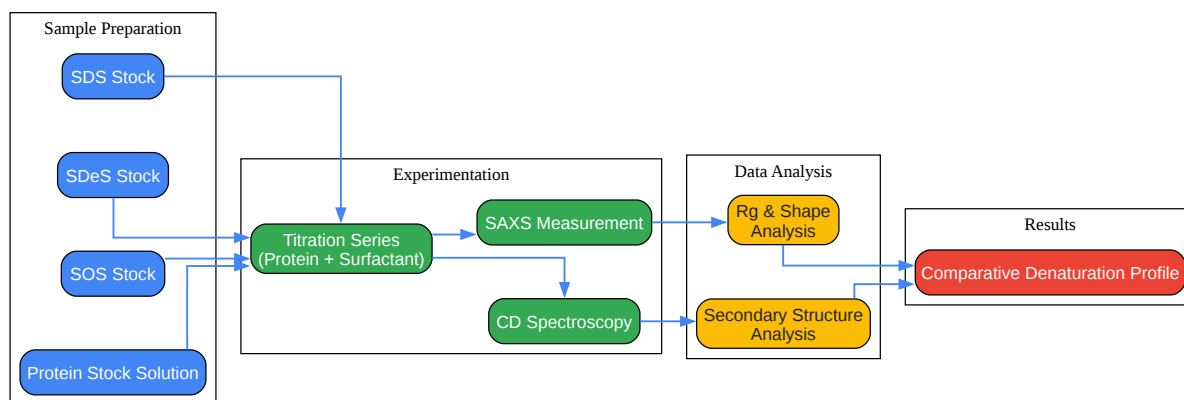 Sample Preparation
SDS Stock
SDeS Stock
SOS Stock
Protein Stock Solution
Experimentation
Titration Series
(Protein + Surfactant)
SAXS Measurement
CD Spectroscopy
Data Analysis
Rg & Shape
Analysis
Secondary Structure
Analysis
Results
Comparative Denaturation Profile